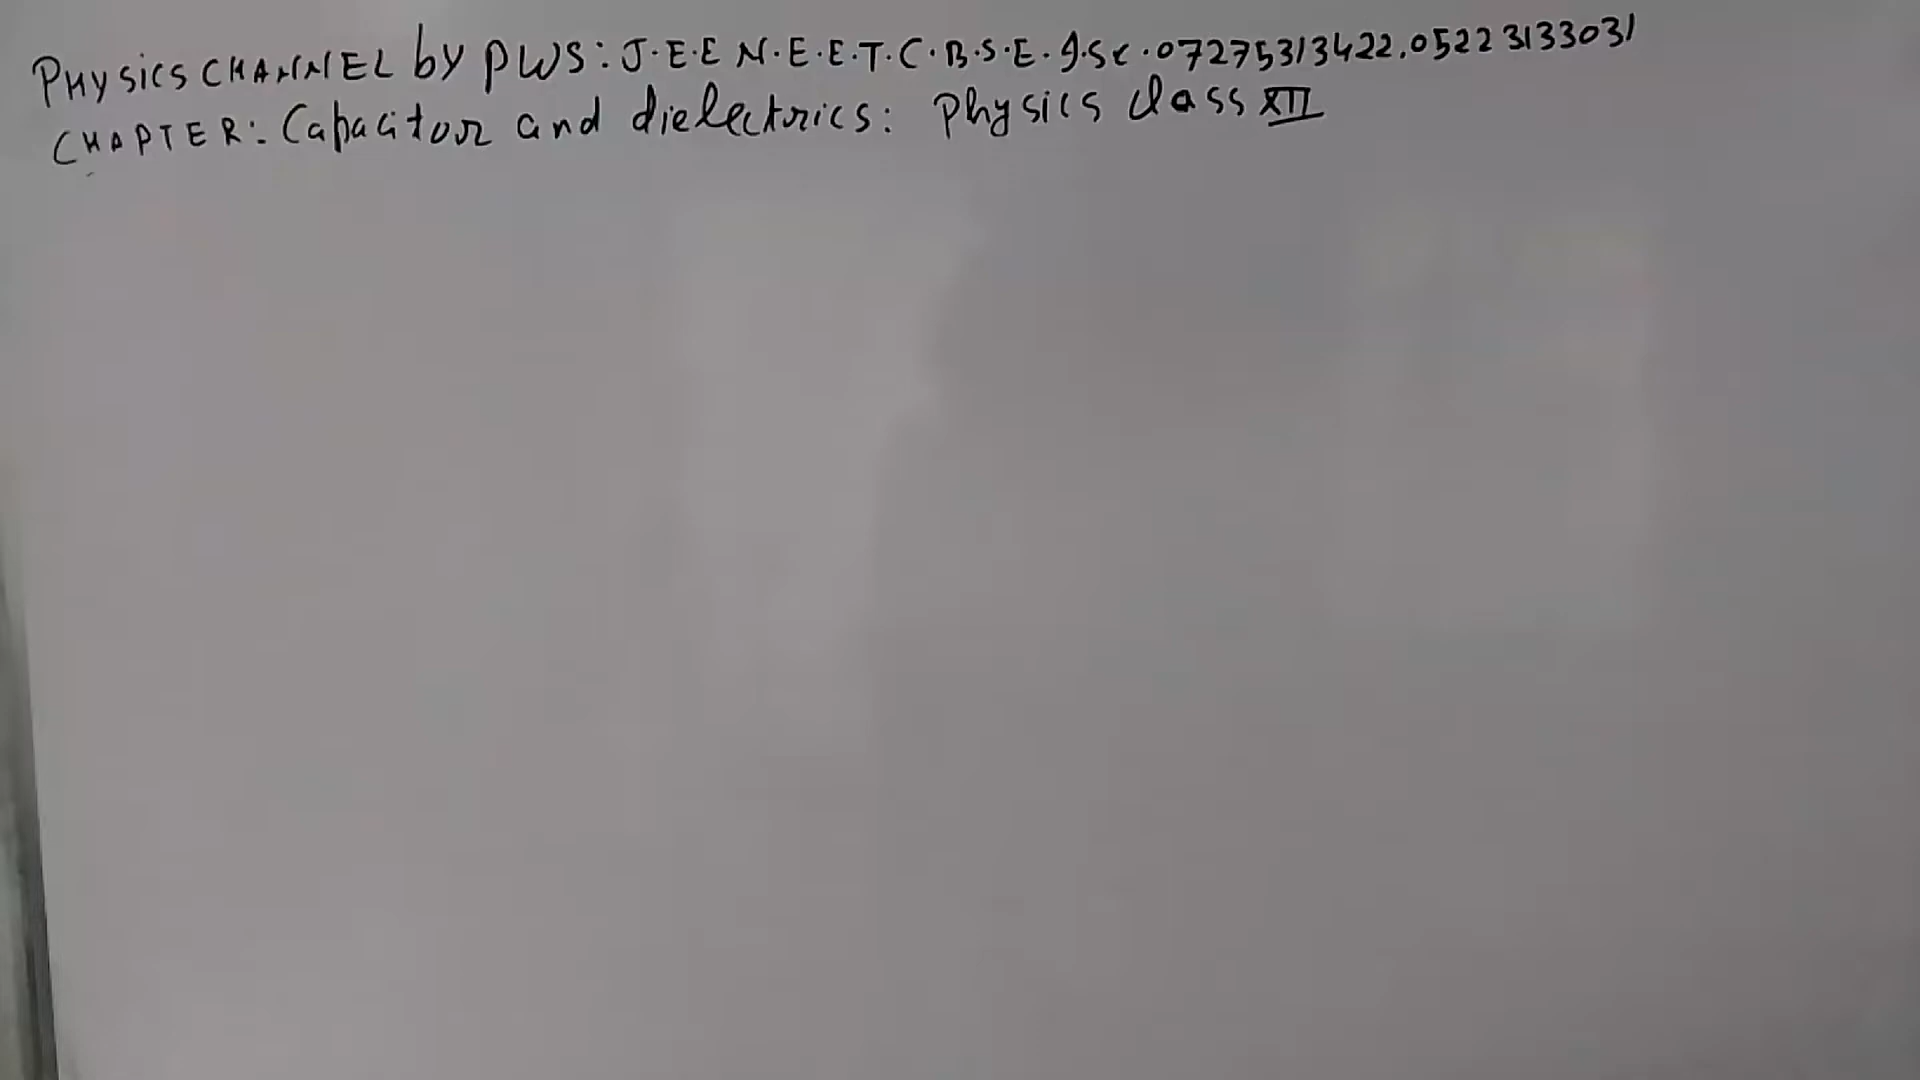 PHysics CHANNEL by PWS: J.E.E N.E.E.T.C.B.S.E. I.Sc. 07275313422.0522 3133031
CHAPTER: Capacitor and dielectrics: Physics class XII